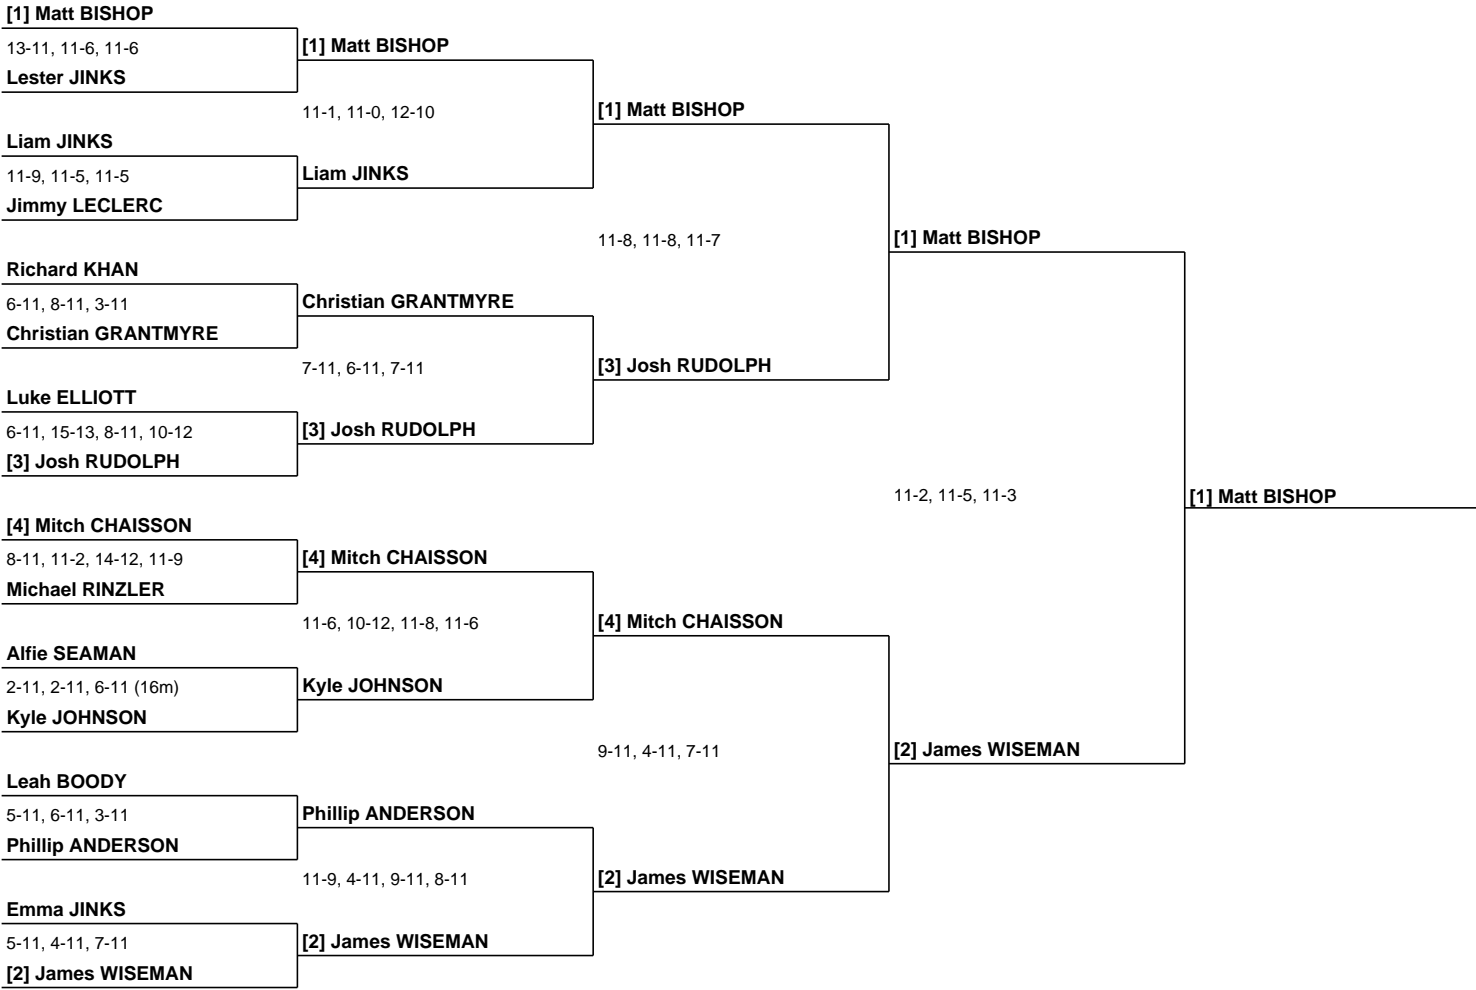 [1] Matt BISHOP
13-11, 11-6, 11-6
Lester JINKS
Liam JINKS
11-9, 11-5, 11-5
Jimmy LECLERC
Richard KHAN
6-11, 8-11, 3-11
Christian GRANTMYRE
Luke ELLIOTT
6-11, 15-13, 8-11, 10-12
[3] Josh RUDOLPH
[4] Mitch CHAISSON
8-11, 11-2, 14-12, 11-9
Michael RINZLER
Alfie SEAMAN
2-11, 2-11, 6-11 (16m)
Kyle JOHNSON
Leah BOODY
5-11, 6-11, 3-11
Phillip ANDERSON
Emma JINKS
5-11, 4-11, 7-11
[2] James WISEMAN
[1] Matt BISHOP
11-1, 11-0, 12-10
Liam JINKS
Christian GRANTMYRE
7-11, 6-11, 7-11
[3] Josh RUDOLPH
[4] Mitch CHAISSON
11-6, 10-12, 11-8, 11-6
Kyle JOHNSON
Phillip ANDERSON
11-9, 4-11, 9-11, 8-11
[2] James WISEMAN
[1] Matt BISHOP
11-8, 11-8, 11-7
[3] Josh RUDOLPH
[4] Mitch CHAISSON
9-11, 4-11, 7-11
[2] James WISEMAN
[1] Matt BISHOP
11-2, 11-5, 11-3
[2] James WISEMAN
[1] Matt BISHOP